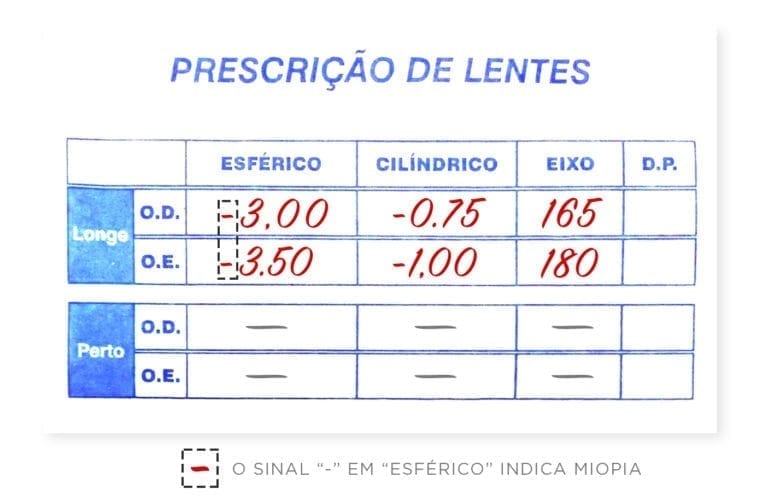 PRESCRIÇÃO DE LENTES
ESFÉRICO CILÍNDRICO EIXO D.P.
Longe
O.D. -3,00 -0.75 165
O.E. -3.50 -1,00 180
Perto
O.D. — — —
O.E. — — —
- O SINAL “-” EM “ESFÉRICO” INDICA MIOPIA